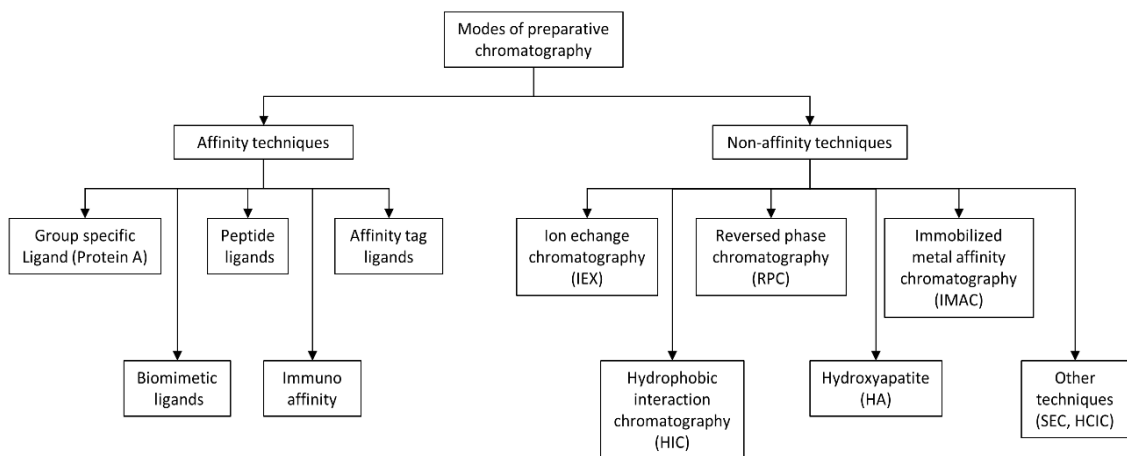 Modes of preparative
chromatography
Affinity techniques
Non-affinity techniques
Group specific
Ligand (Protein A)
Peptide
ligands
Affinity tag
ligands
Ion echange
chromatography
(IEX)
Reversed phase
chromatography
(RPC)
Immobilized
metal affinity
chromatography
(IMAC)
Biomimetic
ligands
Immuno
affinity
Hydrophobic
interaction
chromatography
(HIC)
Hydroxyapatite
(HA)
Other
techniques
(SEC, HCIC)